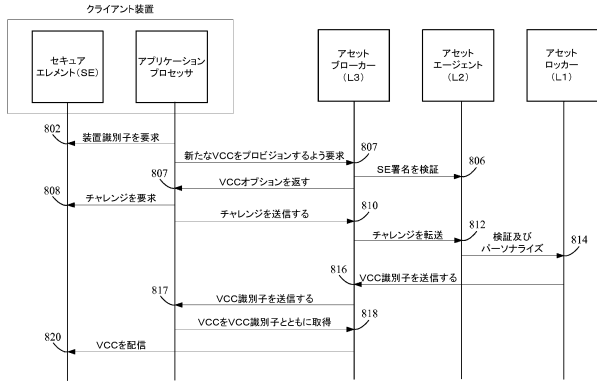 クライアント装置
セキュア
エレメント(SE)
アプリケーション
プロセッサ
アセット
ブローカー
(L3)
アセット
エージェント
(L2)
アセット
ロッカー
(L1)
802
装置識別子を要求
新たなVCCをプロビジョンするよう要求
807
807
VCCオプションを返す
SE署名を検証
806
808
チャレンジを要求
チャレンジを送信する
810
チャレンジを転送
812
検証及び
パーソナライズ
814
816
VCC識別子を送信する
817
VCC識別子を送信する
VCCをVCC識別子とともに取得
818
820
VCCを配信